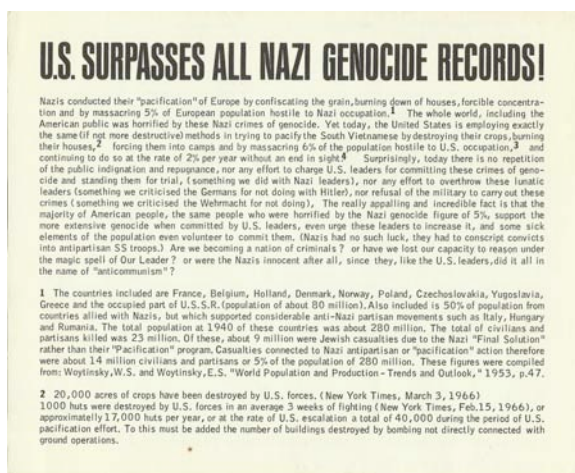 U.S. SURPASSES ALL NAZI GENOCIDE RECORDS!
Nazis conducted their "pacification" of Europe by confiscating the grain, burning down of houses, forcible concentra-
tion and by massacring 5% of European population hostile to Nazi occupation.1 The whole world, including the
American public was horrified by these Nazi crimes of genocide. Yet today, the United States is employing exactly
the same (if not more destructive) methods in trying to pacify the South Vietnamese by destroying their crops, burning
their houses,2 forcing them into camps and by massacring 6% of the population hostile to U.S. occupation,3 and
continuing to do so at the rate of 2% per year without an end in sight.4 Surprisingly, today there is no repetition
of the public indignation and repugnance, nor any effort to charge U.S. leaders for committing these crimes of geno-
cide and standing them for trial, (something we did with Nazi leaders), nor any effort to overthrow these lunatic
leaders (something we criticised the Germans for not doing with Hitler), nor refusal of the military to carry out these
crimes (something we criticised the Wehrmacht for not doing), The really appalling and incredible fact is that the
majority of American people, the same people who were horrified by the Nazi genocide figure of 5%, support the
more extensive genocide when committed by U.S. leaders, even urge these leaders to increase it, and some sick
elements of the population even volunteer to commit them. (Nazis had no such luck, they had to conscript convicts
into antipartisan SS troops.) Are we becoming a nation of criminals ? or have we lost our capacity to reason under
the magic spell of Our Leader ? or were the Nazis innocent after all, since they, like the U.S. leaders, did it all in
the name of "anticommunism" ?
1 The countries included are France, Belgium, Holland, Denmark, Norway, Poland, Czechoslovakia, Yugoslavia,
Greece and the occupied part of U.S.S.R. (population of about 80 million). Also included is 50% of population from
countries allied with Nazis, but which supported considerable anti-Nazi partisan movements such as Italy, Hungary
and Rumania. The total population at 1940 of these countries was about 280 million. The total of civilians and
partisans killed was 23 million. Of these, about 9 million were Jewish casualties due to the Nazi "Final Solution"
rather than their "Pacification" program. Casualties connected to Nazi antipartisan or "pacification" action therefore
were about 14 million civilians and partisans or 5% of the population of 280 million. These figures were compiled
from: Woytinsky, W.S. and Woytinsky, E.S. "World Population and Production - Trends and Outlook," 1953, p.47.
2 20,000 acres of crops have been destroyed by U.S. forces. (New York Times, March 3, 1966)
1000 huts were destroyed by U.S. forces in an average 3 weeks of fighting (New York Times, Feb.15, 1966), or
approximatelly 17,000 huts per year, or at the rate of U.S. escalation a total of 40,000 during the period of U.S.
pacification effort. To this must be added the number of buildings destroyed by bombing not directly connected with
ground operations.